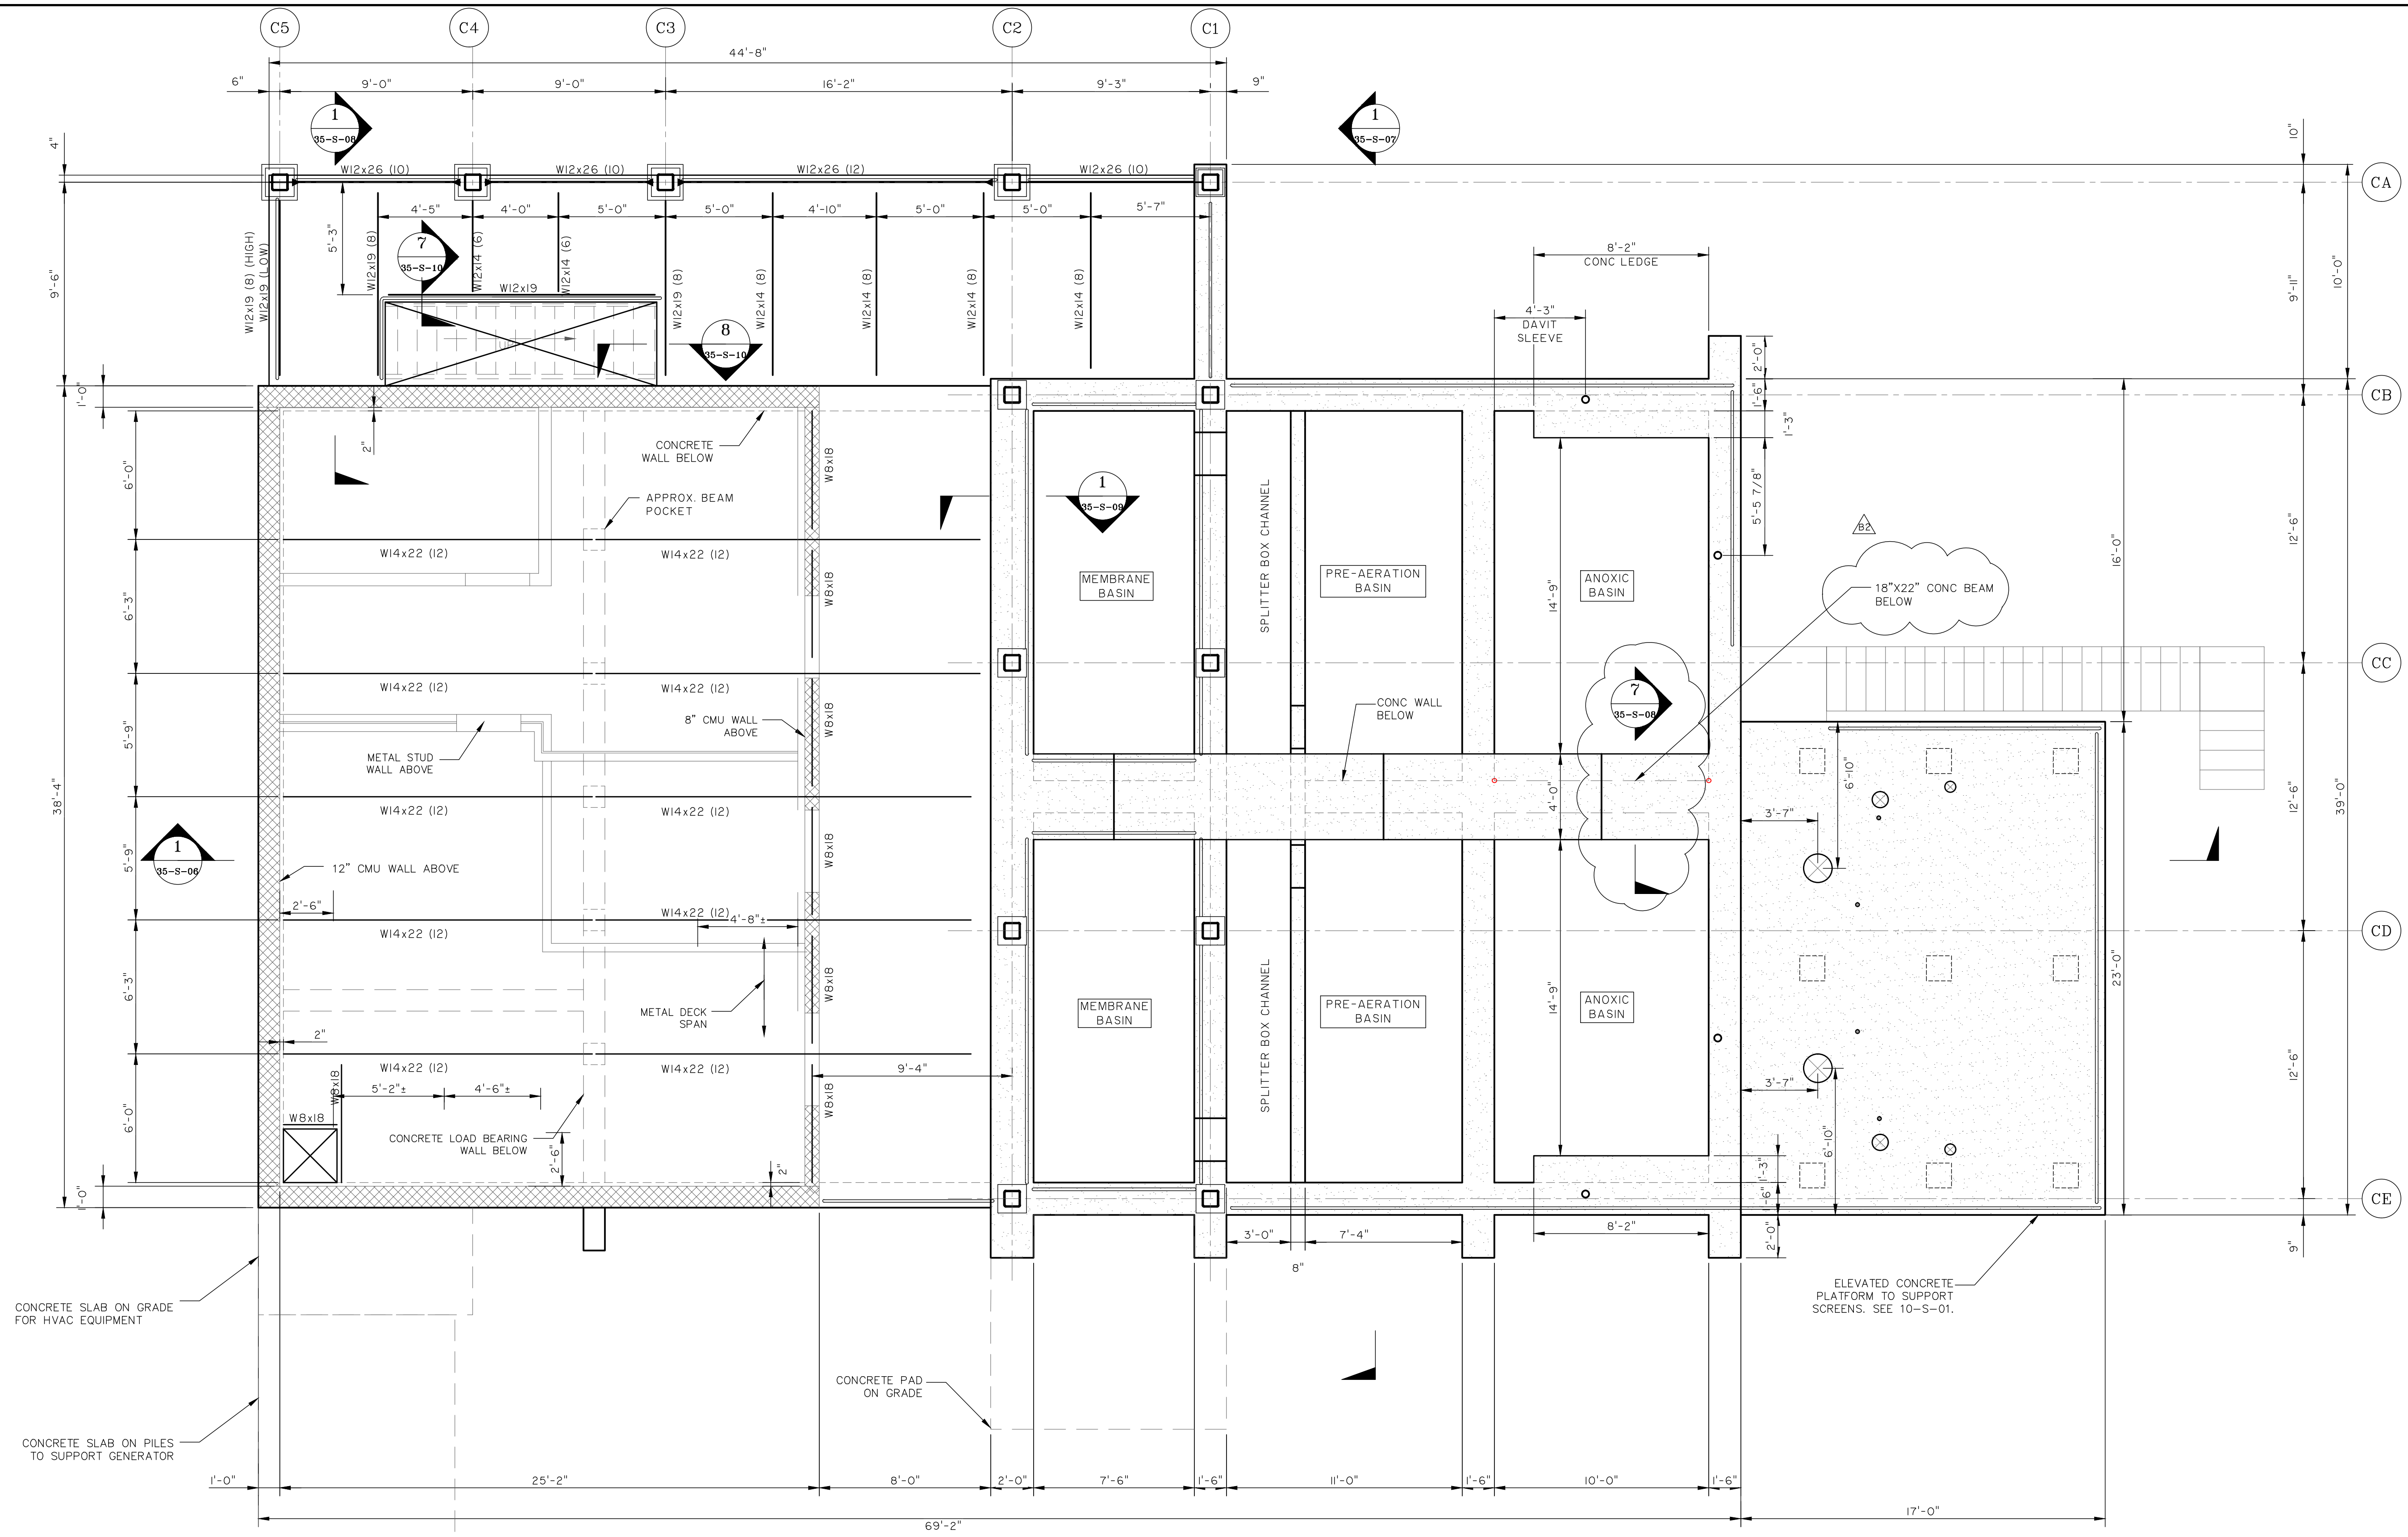 C5
C4
C3
C2
C1
44'-8"
6"
9'-0"
9'-0"
16'-2"
9'-3"
9"
1
35-S-08
1
35-S-07
4"
10"
W12x26 (10)
W12x26 (10)
W12x26 (12)
W12x26 (10)
CA
4'-5"
4'-0"
5'-0"
5'-0"
4'-10"
5'-0"
5'-0"
5'-7"
9'-6"
5'-3"
7
35-S-10
W12x19 (8) (HIGH)
W12x19 (LOW)
W12x19 (8)
W12x14 (6)
W12x14 (6)
W12x19
W12x19 (8)
W12x14 (8)
W12x14 (8)
W12x14 (8)
W12x14 (8)
8
35-S-10
8'-2"
CONC LEDGE
4'-3"
DAVIT
SLEEVE
9'-11"
10'-0"
2'-0"
1'-0"
1'-6"
1'-3"
CB
2"
CONCRETE
WALL BELOW
W8x18
6'-0"
APPROX. BEAM
POCKET
1
35-S-09
5'-5 7/8"
B2
12'-6"
16'-0"
W14x22 (12)
W14x22 (12)
W8x18
MEMBRANE
BASIN
SPLITTER BOX CHANNEL
PRE-AERATION
BASIN
14'-9"
ANOXIC
BASIN
18"X22" CONC BEAM
BELOW
6'-3"
CC
W14x22 (12)
W14x22 (12)
7
35-S-08
CONC WALL
BELOW
8" CMU WALL
ABOVE
W8x18
5'-9"
METAL STUD
WALL ABOVE
6'-10"
38'-4"
W14x22 (12)
W14x22 (12)
4'-0"
3'-7"
12'-6"
39'-0"
1
35-S-06
5'-9"
W8x18
12" CMU WALL ABOVE
2'-6"
W14x22 (12)
W14x22 (12)
4'-8"±
CD
23'-0"
6'-3"
METAL DECK
SPAN
W8x18
MEMBRANE
BASIN
SPLITTER BOX CHANNEL
PRE-AERATION
BASIN
14'-9"
ANOXIC
BASIN
2"
W14x22 (12)
W14x22 (12)
9'-4"
12'-6"
W8x18
5'-2"±
4'-6"±
3'-7"
6'-0"
W8x18
W8x18
CONCRETE LOAD BEARING
WALL BELOW
2'-6"
2"
6'-10"
1'-3"
1'-6"
1'-0"
CE
3'-0"
7'-4"
8'-2"
2'-0"
9"
8"
ELEVATED CONCRETE
PLATFORM TO SUPPORT
SCREENS. SEE 10-S-01.
CONCRETE SLAB ON GRADE
FOR HVAC EQUIPMENT
CONCRETE PAD
ON GRADE
CONCRETE SLAB ON PILES
TO SUPPORT GENERATOR
1'-0"
25'-2"
8'-0"
2'-0"
7'-6"
1'-6"
11'-0"
1'-6"
10'-0"
1'-6"
69'-2"
17'-0"